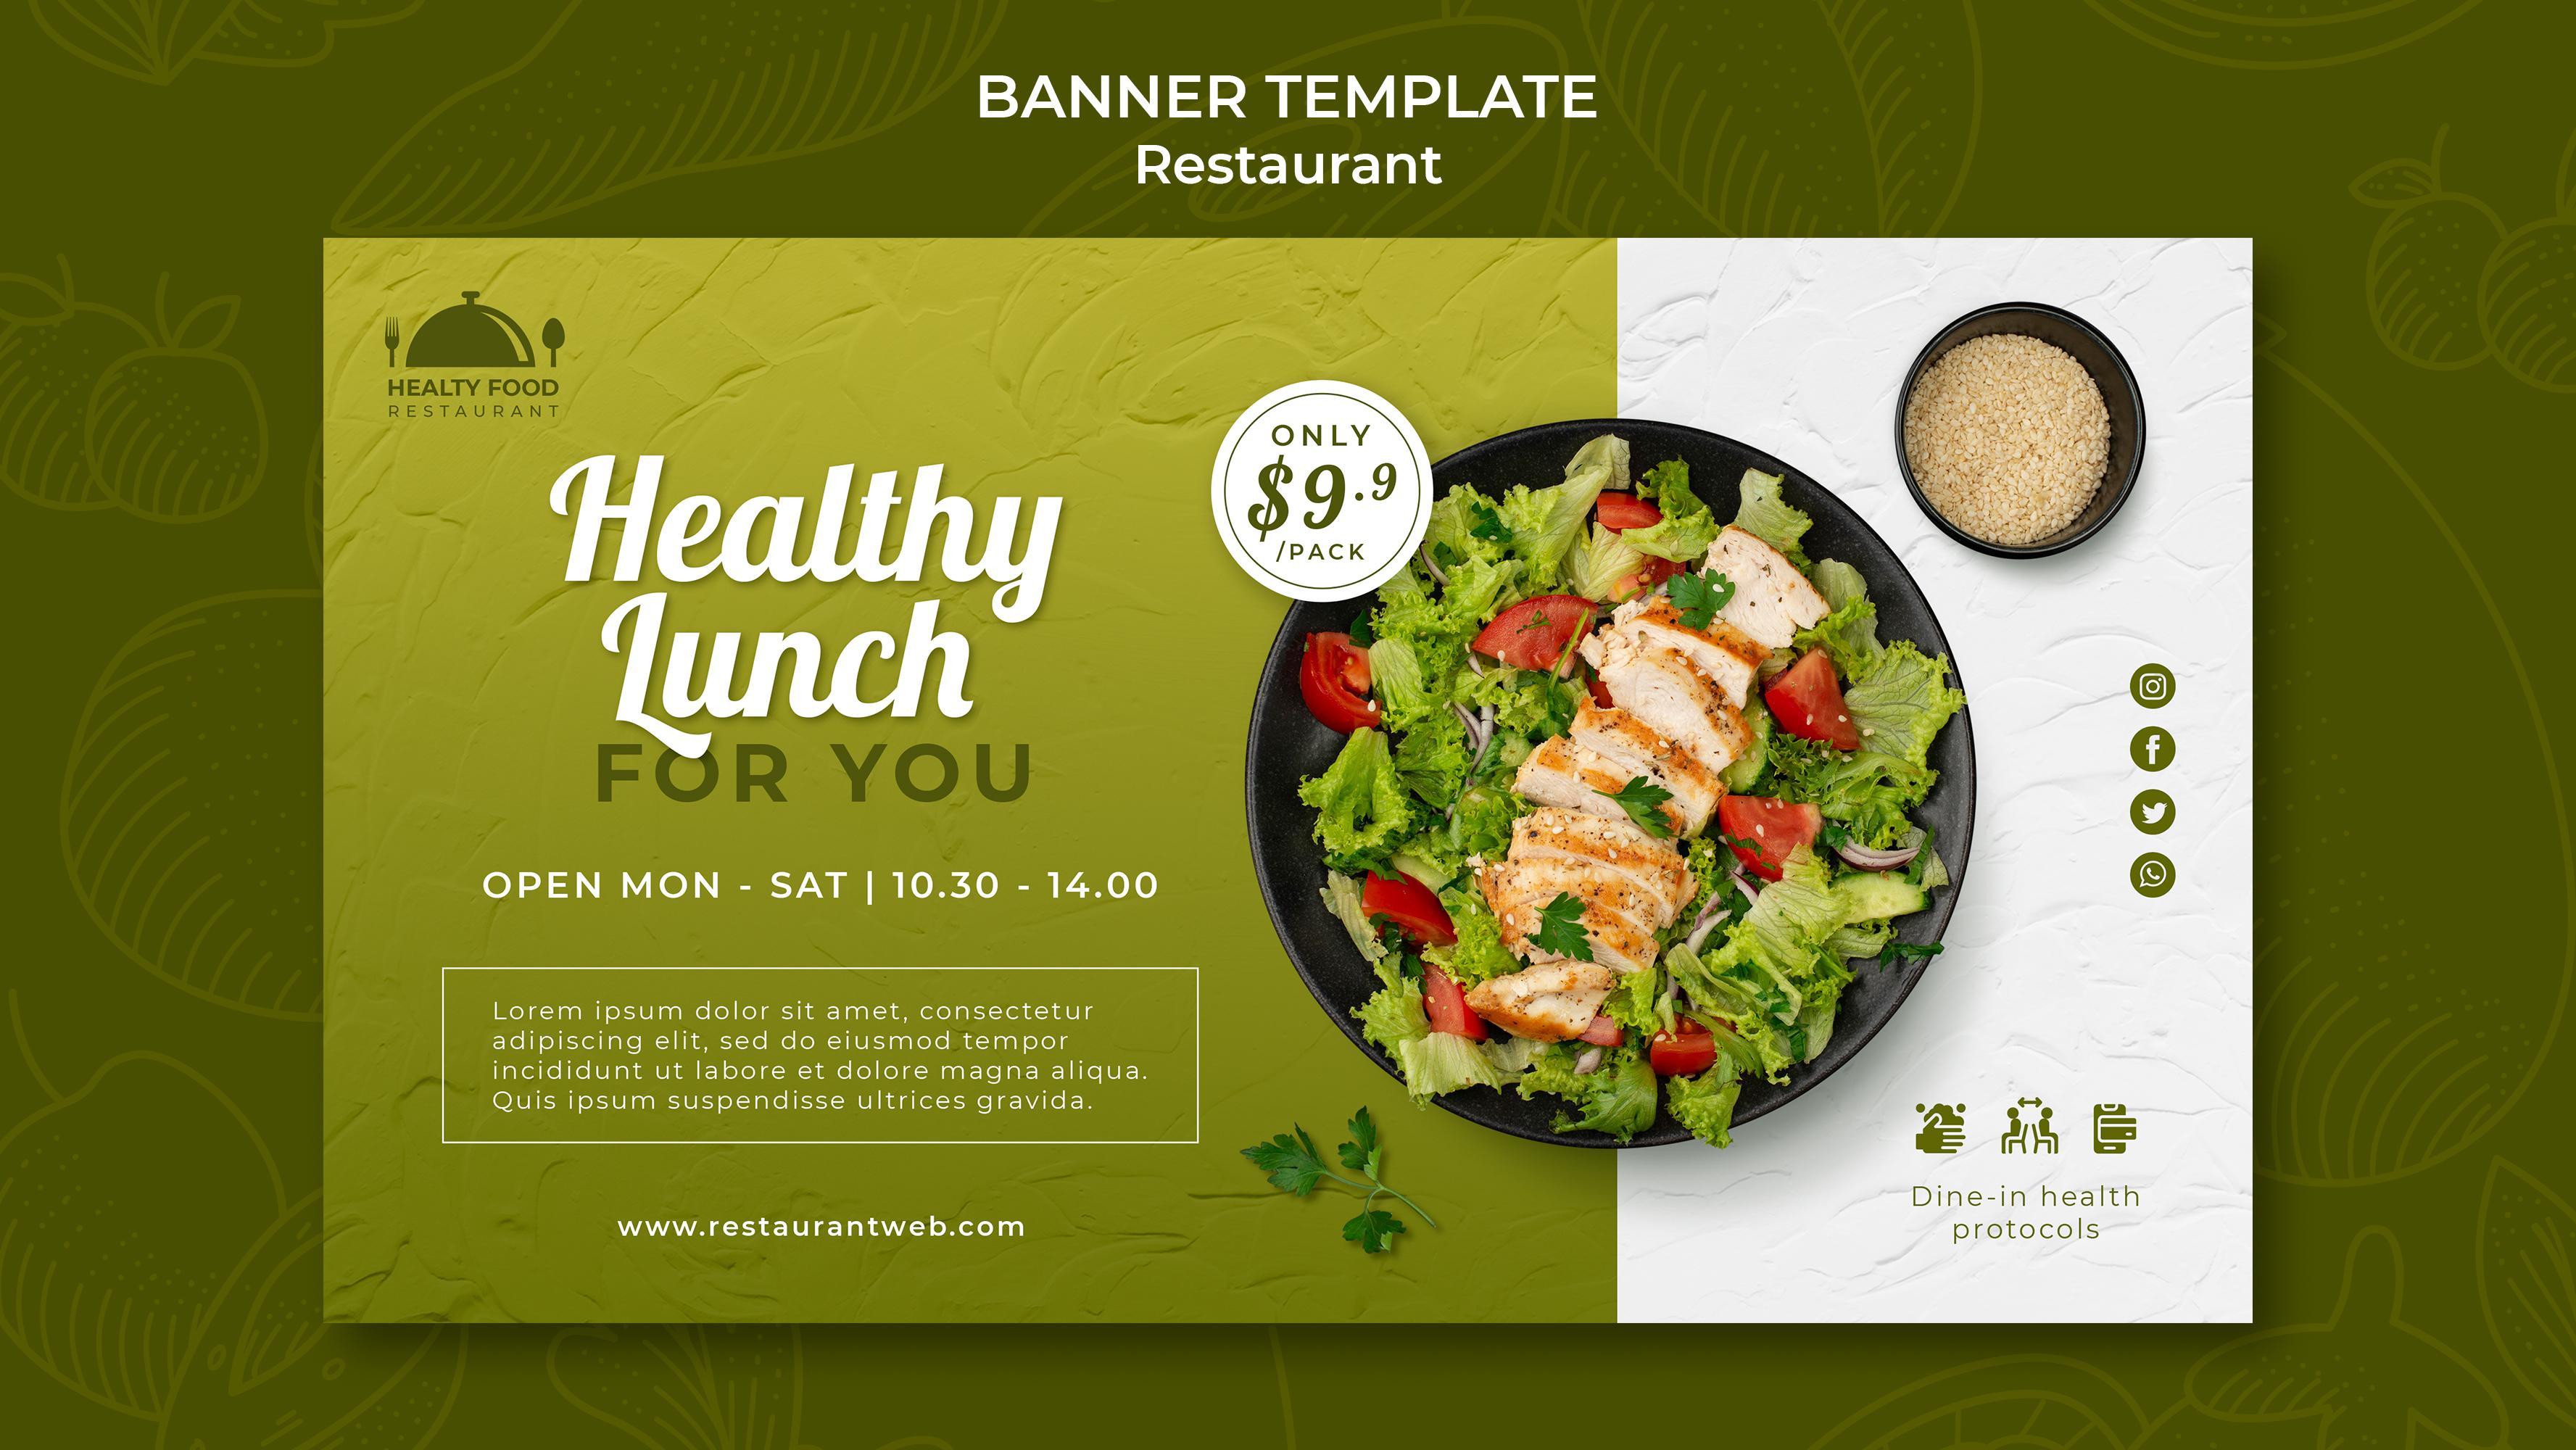 BANNER TEMPLATE
Restaurant
HEALTY FOOD
RESTAURANT
Healthy
Lunch
FOR YOU
OPEN MON - SAT | 10.30 - 14.00
Lorem ipsum dolor sit amet, consectetur
adipiscing elit, sed do eiusmod tempor
incididunt ut labore et dolore magna aliqua.
Quis ipsum suspendisse ultrices gravida.
www.restaurantweb.com
ONLY
$9.9
/PACK
Dine-in health
protocols